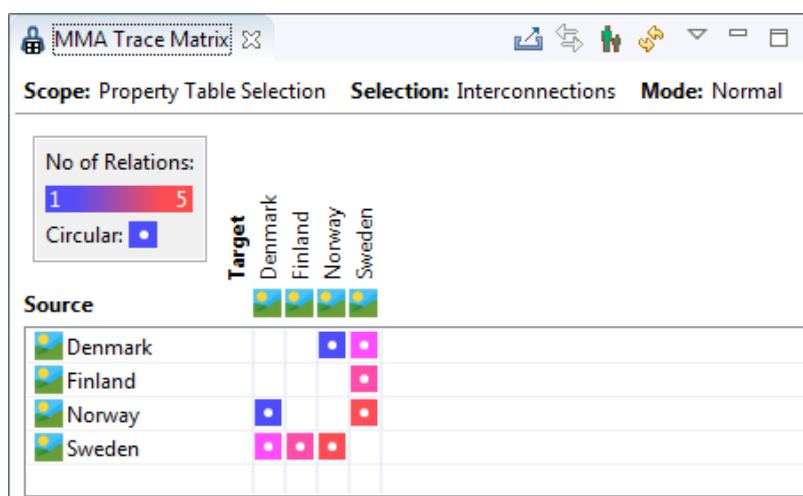 MMA Trace Matrix
Scope: Property Table Selection Selection: Interconnections Mode: Normal
No of Relations:
1 5
Circular:
Target
Denmark
Finland
Norway
Sweden
Source
Denmark
Finland
Norway
Sweden